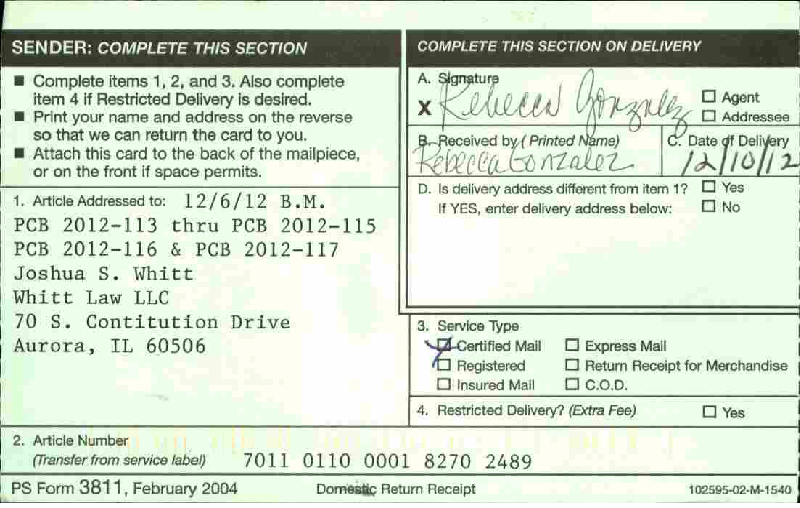 SENDER: COMPLETE THIS SECTION
■ Complete items 1, 2, and 3. Also complete
item 4 if Restricted Delivery is desired.
■ Print your name and address on the reverse
so that we can return the card to you.
■ Attach this card to the back of the mailpiece,
or on the front if space permits.
1. Article Addressed to: 12/6/12 B.M.
PCB 2012-113 thru PCB 2012-115
PCB 2012-116 & PCB 2012-117
Joshua S. Whitt
Whitt Law LLC
70 S. Contitution Drive
Aurora, IL 60506
2. Article Number
(Transfer from service label) 7011 0110 0001 8270 2489
COMPLETE THIS SECTION ON DELIVERY
A. Signature
X Rebecca Gonzalez
☐ Agent
☐ Addressee
B. Received by (Printed Name)
Rebecca Gonzalez
C. Date of Delivery
12/10/12
D. Is delivery address different from item 1? ☐ Yes
If YES, enter delivery address below: ☐ No
3. Service Type
☑ Certified Mail ☐ Express Mail
☐ Registered ☐ Return Receipt for Merchandise
☐ Insured Mail ☐ C.O.D.
4. Restricted Delivery? (Extra Fee) ☐ Yes
PS Form 3811, February 2004 Domestic Return Receipt 102595-02-M-1540